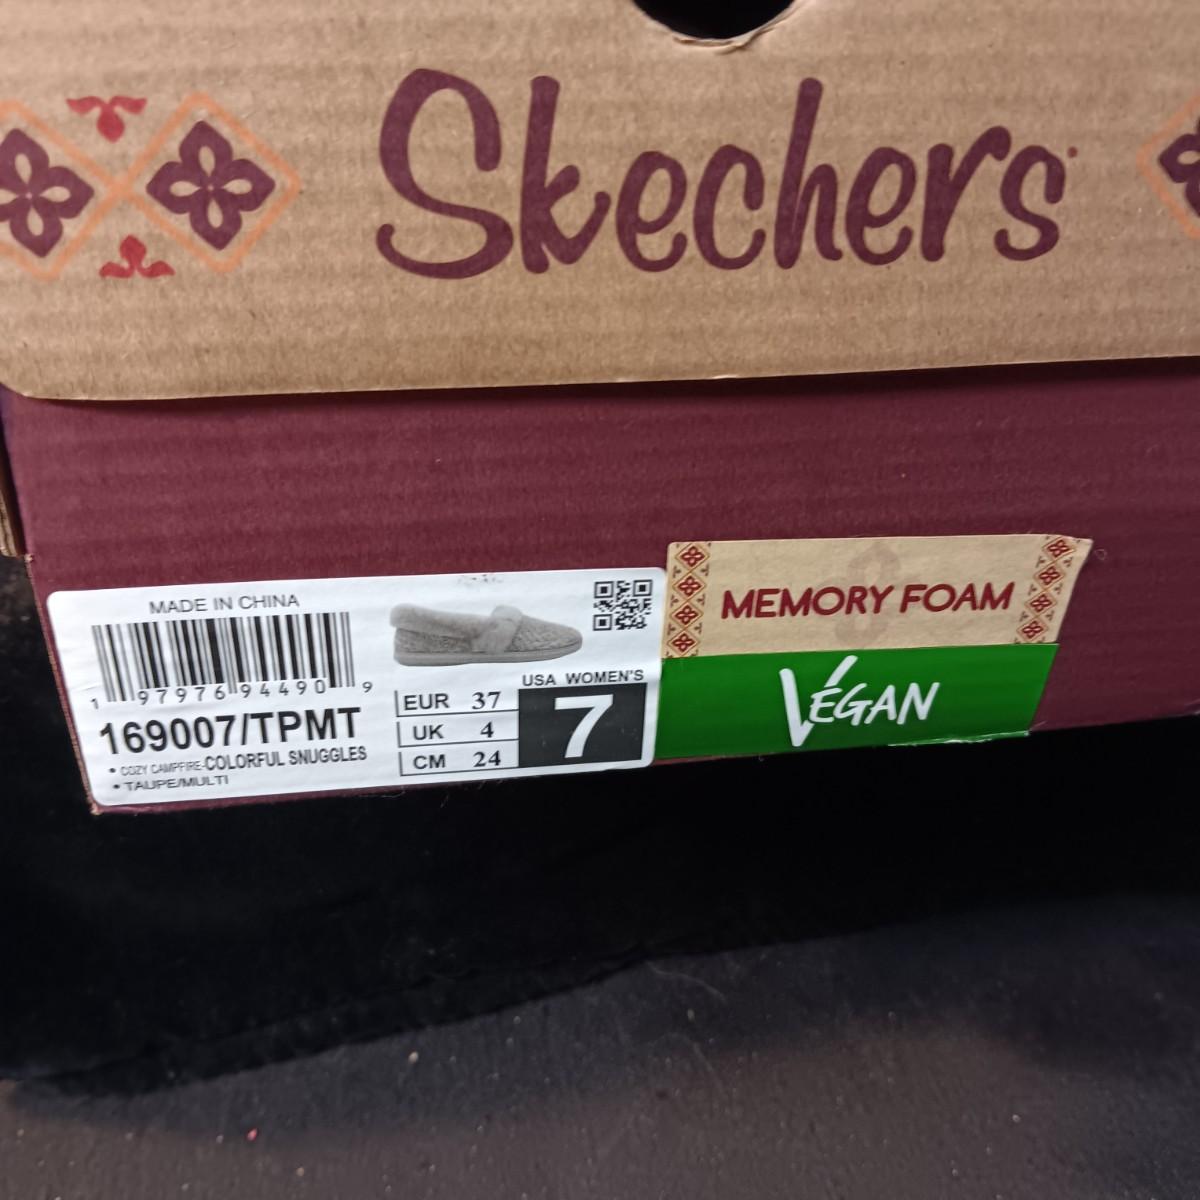 Skechers
MADE IN CHINA
1 97976 94490 9
169007/TPMT
• COZY CAMPFIRE-COLORFUL SNUGGLES
• TAUPE/MULTI
EUR 37
UK 4
CM 24
USA WOMEN'S
7
MEMORY FOAM
VEGAN